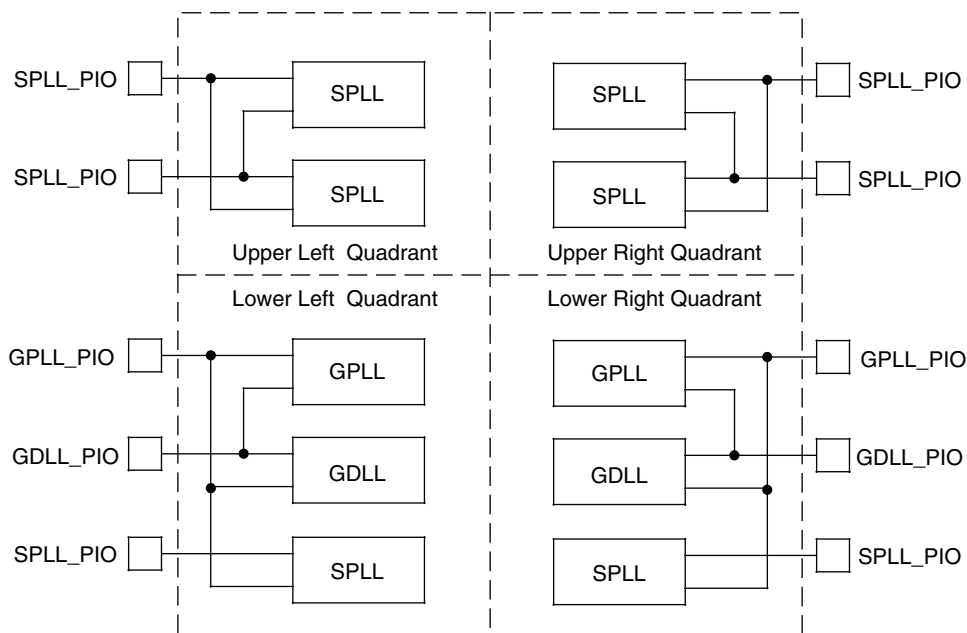 SPLL_PIO
SPLL
SPLL
SPLL_PIO
SPLL_PIO
SPLL
SPLL
SPLL_PIO
Upper Left Quadrant
Upper Right Quadrant
Lower Left Quadrant
Lower Right Quadrant
GPLL_PIO
GPLL
GPLL
GPLL_PIO
GDLL_PIO
GDLL
GDLL
GDLL_PIO
SPLL_PIO
SPLL
SPLL
SPLL_PIO